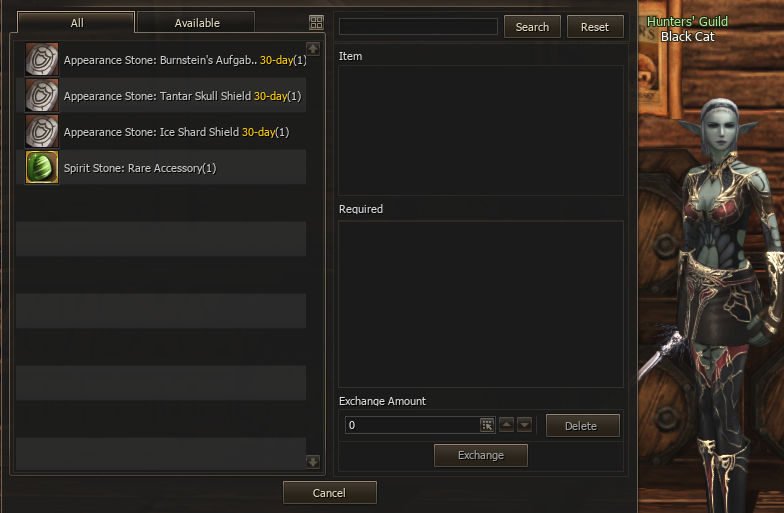 All
Available
Search
Reset
Hunters' Guild
Black Cat
Appearance Stone: Burnstein's Aufgab.. 30-day(1)
Appearance Stone: Tantar Skull Shield 30-day(1)
Appearance Stone: Ice Shard Shield 30-day(1)
Spirit Stone: Rare Accessory(1)
Item
Required
Exchange Amount
0
Delete
Exchange
Cancel